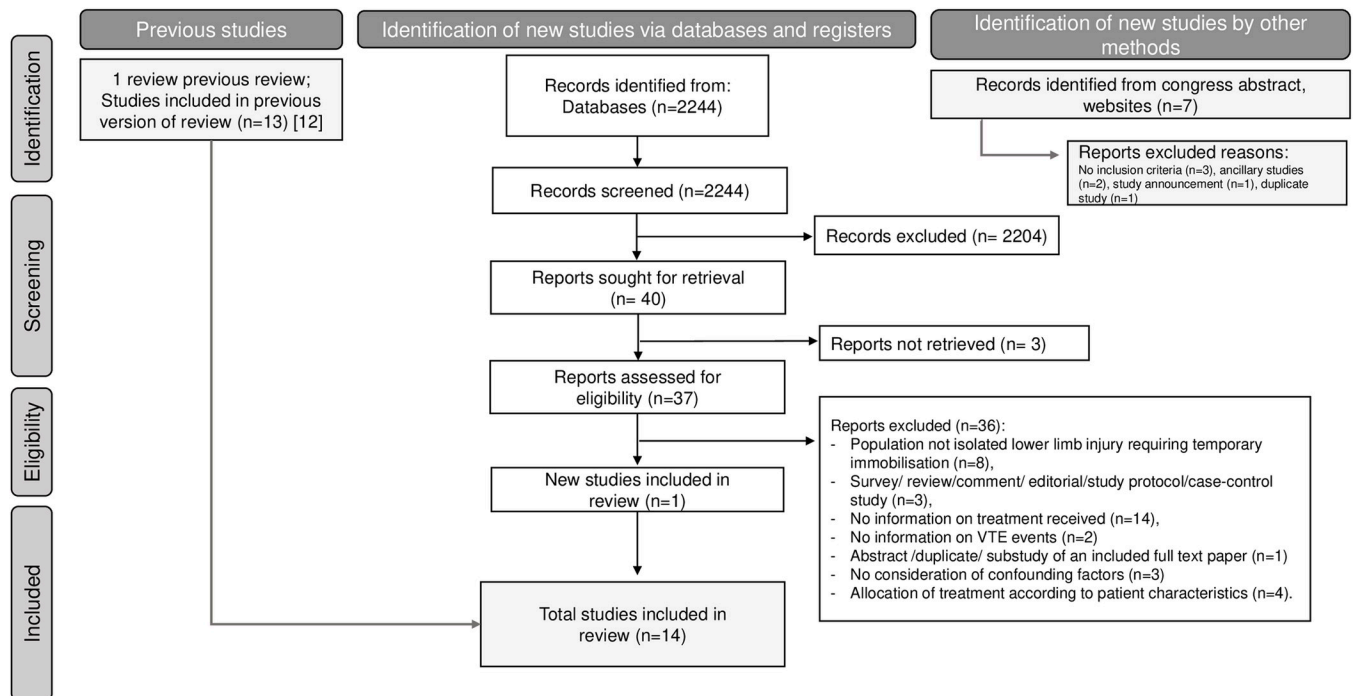 Previous studies
Identification of new studies via databases and registers
Identification of new studies by other
methods
Identification
1 review previous review;
Studies included in previous
version of review (n=13) [12]
Records identified from:
Databases (n=2244)
Records identified from congress abstract,
websites (n=7)
Reports excluded reasons:
No inclusion criteria (n=3), ancillary studies
(n=2), study announcement (n=1), duplicate
study (n=1)
Records screened (n=2244)
Screening
Records excluded (n= 2204)
Reports sought for retrieval
(n= 40)
Reports not retrieved (n= 3)
Reports assessed for
eligibility (n=37)
Eligibility
Reports excluded (n=36):
- Population not isolated lower limb injury requiring temporary
immobilisation (n=8),
- Survey/ review/comment/ editorial/study protocol/case-control
study (n=3),
- No information on treatment received (n=14),
- No information on VTE events (n=2)
- Abstract /duplicate/ substudy of an included full text paper (n=1)
- No consideration of confounding factors (n=3)
- Allocation of treatment according to patient characteristics (n=4).
New studies included in
review (n=1)
Included
Total studies included in
review (n=14)